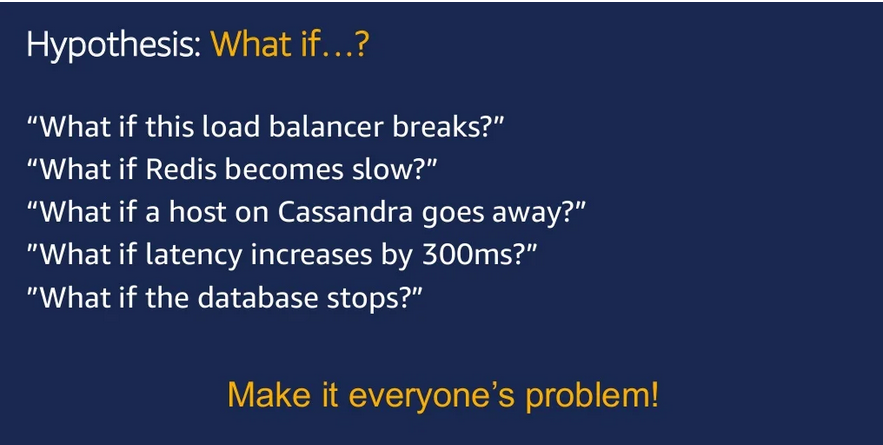 Hypothesis: What if…?
“What if this load balancer breaks?”
“What if Redis becomes slow?”
“What if a host on Cassandra goes away?”
”What if latency increases by 300ms?”
”What if the database stops?”
Make it everyone’s problem!